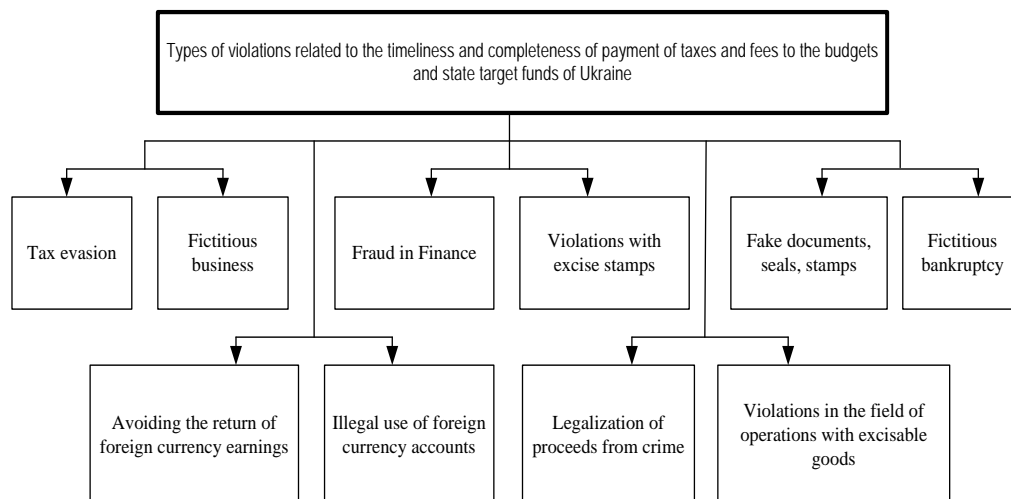 Types of violations related to the timeliness and completeness of payment of taxes and fees to the budgets
and state target funds of Ukraine
Tax evasion
Fictitious
business
Fraud in Finance
Violations with
excise stamps
Fake documents,
seals, stamps
Fictitious
bankruptcy
Avoiding the return of
foreign currency earnings
Illegal use of foreign
currency accounts
Legalization of
proceeds from crime
Violations in the field of
operations with excisable
goods